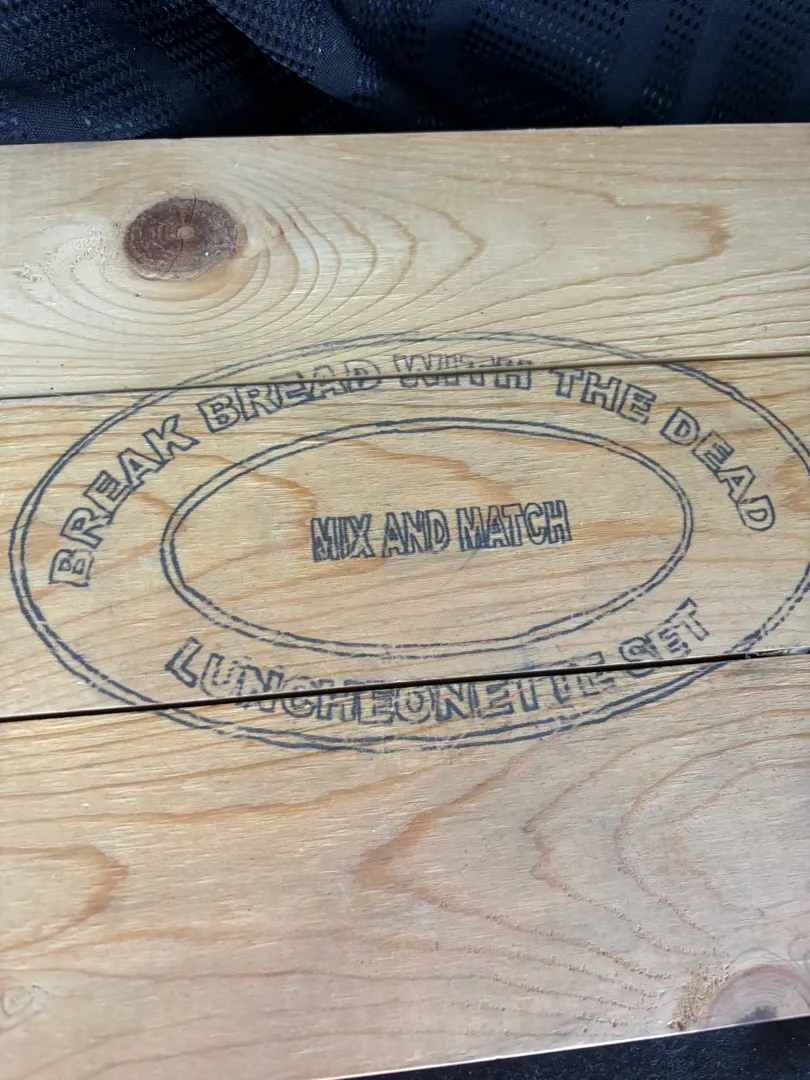 BREAK BREAD WITH THE DEAD
MIX AND MATCH
LUNCHEONETTE SET